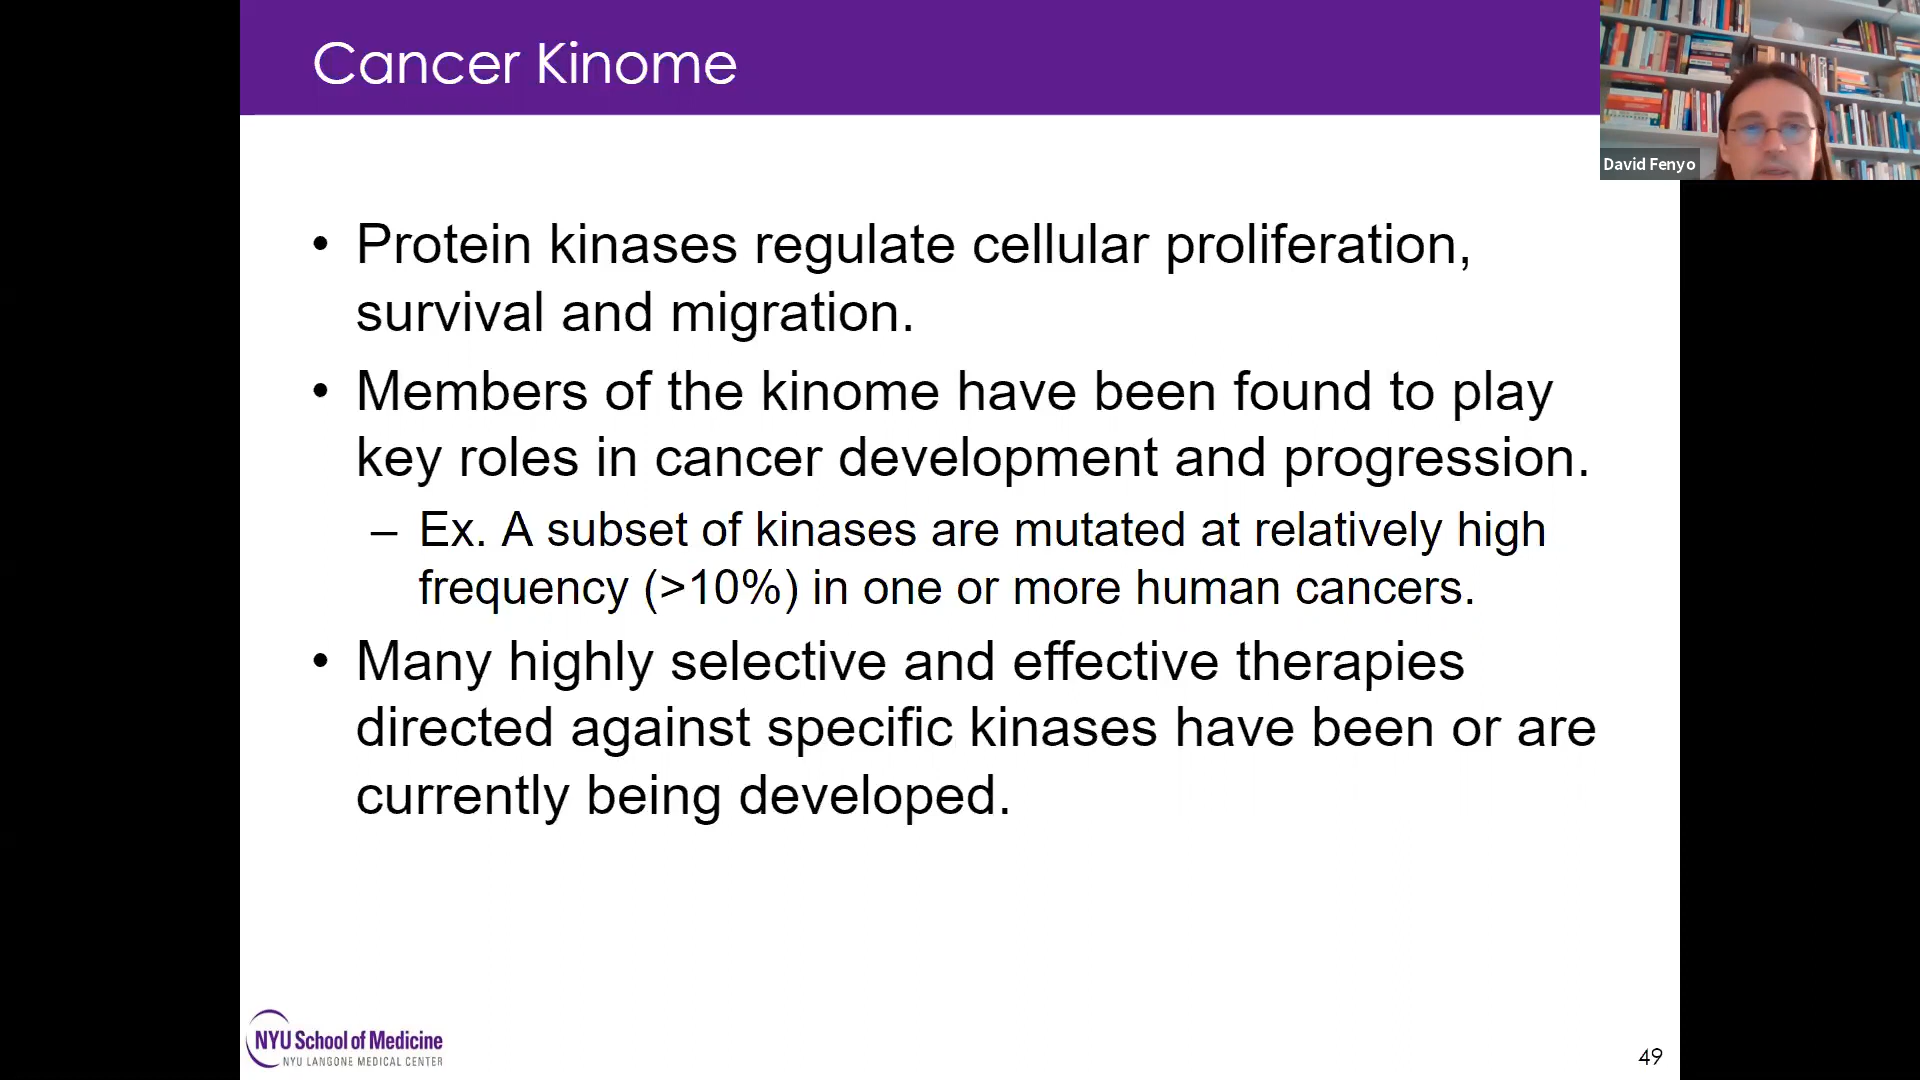 Cancer Kinome
David Fenyo
• Protein kinases regulate cellular proliferation,
survival and migration.
• Members of the kinome have been found to play
key roles in cancer development and progression.
– Ex. A subset of kinases are mutated at relatively high
frequency (>10%) in one or more human cancers.
• Many highly selective and effective therapies
directed against specific kinases have been or are
currently being developed.
NYU School of Medicine
NYU LANGONE MEDICAL CENTER
49